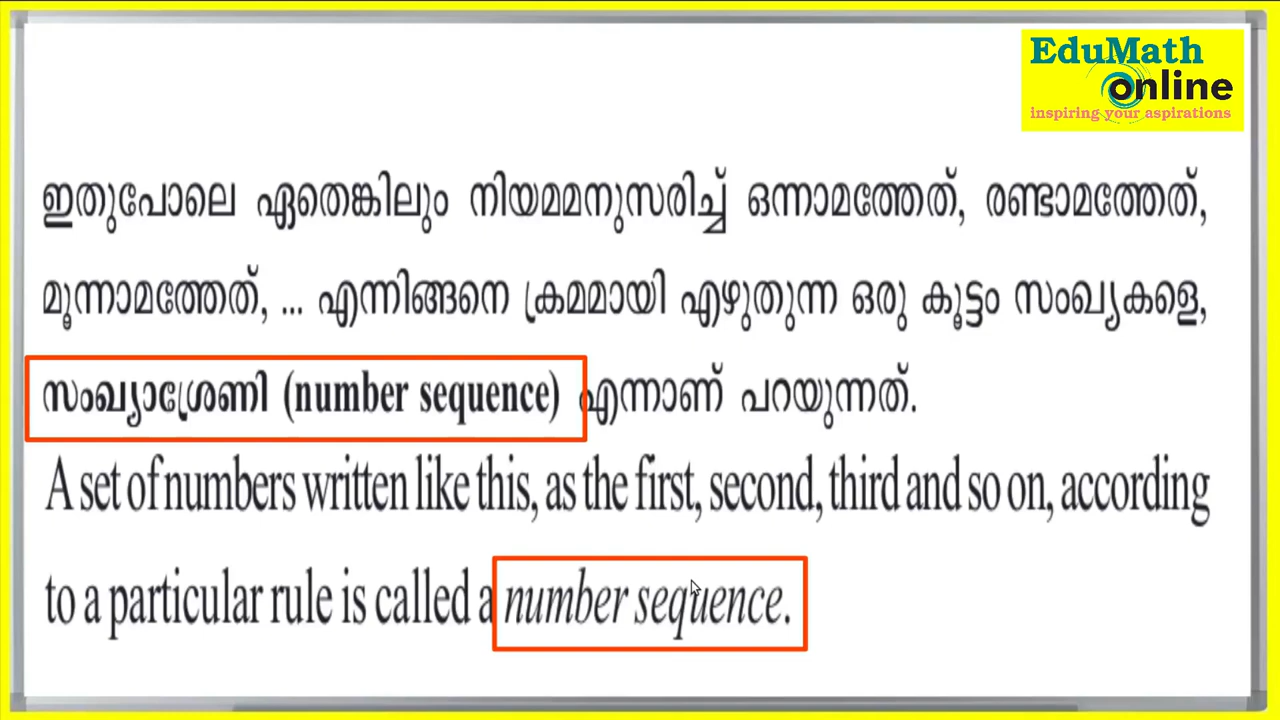 EduMath
online
inspiring your aspirations
ഇതുപോലെ ഏതെങ്കിലും നിയമമനുസരിച്ച് ഒന്നാമത്തേത്, രണ്ടാമത്തേത്,
മൂന്നാമത്തേത്, ... എന്നിങ്ങനെ ക്രമമായി എഴുതുന്ന ഒരു കൂട്ടം സംഖ്യകളെ,
സംഖ്യാശ്രേണി (number sequence) എന്നാണ് പറയുന്നത്.
A set of numbers written like this, as the first, second, third and so on, according
to a particular rule is called a number sequence.